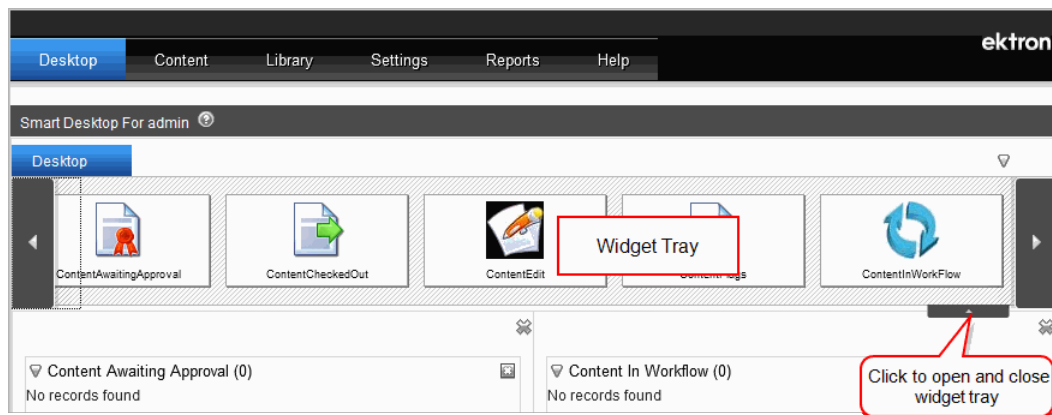 ektron
Desktop Content Library Settings Reports Help
Smart Desktop For admin
Desktop
Widget Tray
ContentAwaitingApproval ContentCheckedOut ContentEdit ContentFlags ContentInWorkFlow
Content Awaiting Approval (0)
No records found
Content In Workflow (0)
No records found
Click to open and close
widget tray